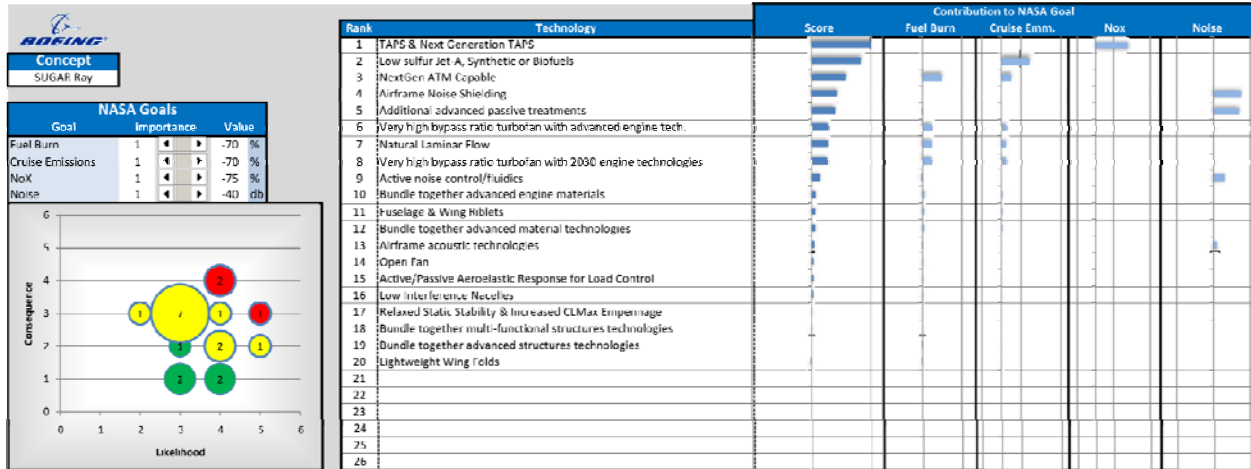 BOEING
Concept
SUGAR Ray
NASA Goals
Goal Importance Value
Fuel Burn 1 -70 %
Cruise Emissions 1 -70 %
NoX 1 -75 %
Noise 1 -40 db
6
5
4
3
2
1
0
0 1 2 3 4 5 6
Consequence
Likelihood
2
1
7
1
1
1
2
1
2
2
Contribution to NASA Goal
Rank Technology Score Fuel Burn Cruise Emm. Nox Noise
1 TAPS & Next Generation TAPS
2 Low sulfur Jet-A, Synthetic or Biofuels
3 NextGen ATM Capable
4 Airframe Noise Shielding
5 Additional advanced passive treatments
6 Very high bypass ratio turbofan with advanced engine tech.
7 Natural Laminar Flow
8 Very high bypass ratio turbofan with 2030 engine technologies
9 Active noise control/fluidics
10 Bundle together advanced engine materials
11 Fuselage & Wing Riblets
12 Bundle together advanced material technologies
13 Airframe acoustic technologies
14 Open Fan
15 Active/Passive Aeroelastic Response for Load Control
16 Low Interference Nacelles
17 Relaxed Static Stability & Increased CLMax Empennage
18 Bundle together multi-functional structures technologies
19 Bundle together advanced structures technologies
20 Lightweight Wing Folds
21
22
23
24
25
26